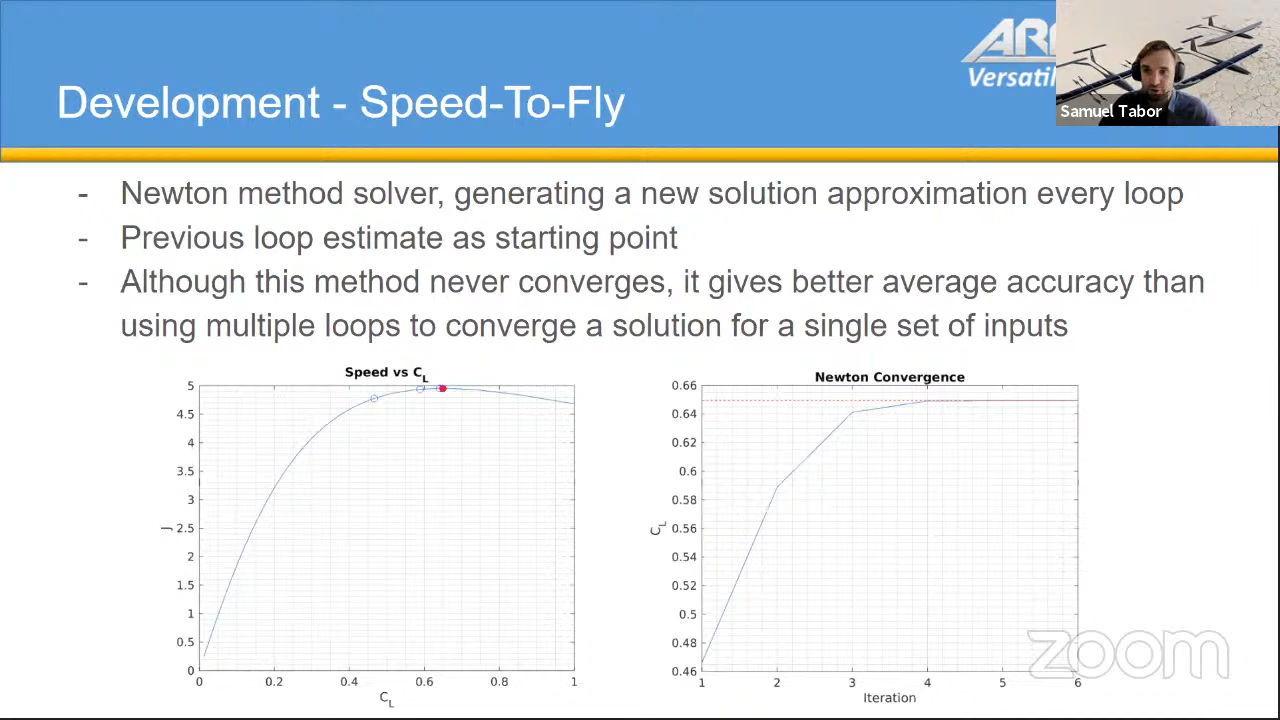 Development - Speed-To-Fly
Versatil
Samuel Tabor
- Newton method solver, generating a new solution approximation every loop
- Previous loop estimate as starting point
- Although this method never converges, it gives better average accuracy than
using multiple loops to converge a solution for a single set of inputs
Speed vs CL
5
4.5
4
3.5
3
2.5
2
1.5
1
0.5
0
J
0 0.2 0.4 0.6 0.8 1
CL
Newton Convergence
0.66
0.64
0.62
0.6
0.58
0.56
0.54
0.52
0.5
0.48
0.46
CL
1 2 3 4 5 6
Iteration
zoom